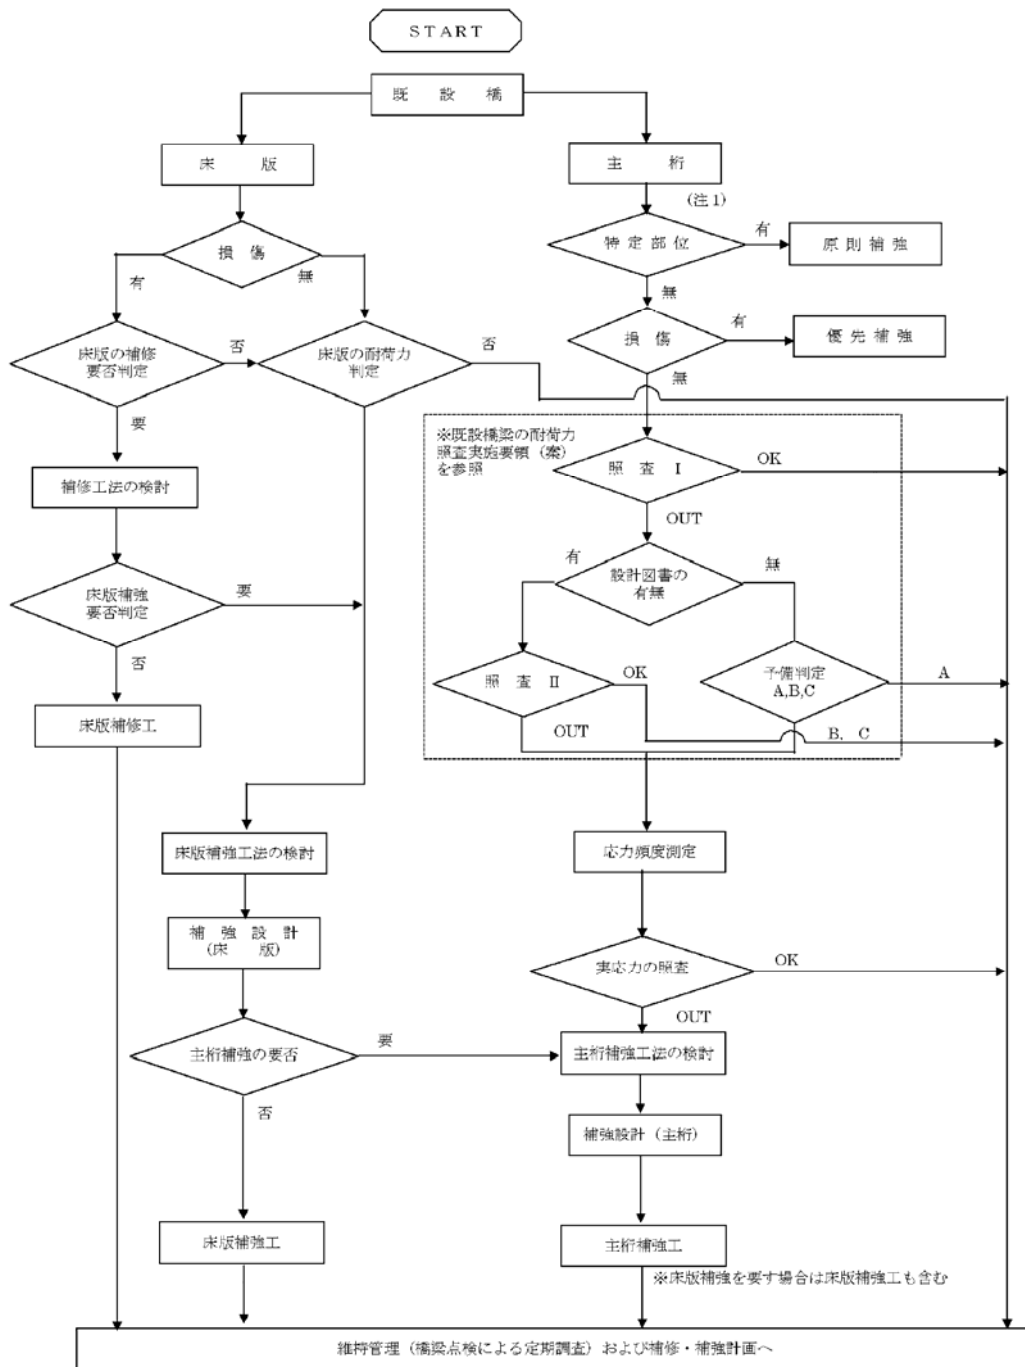 START
既設橋
床版
主桁
(注1)
損傷
特定部位
有
原則補強
有
無
無
損傷
有
優先補強
無
床版の補修
要否判定
否
床版の耐荷力
判定
否
要
※既設橋梁の耐荷力
照査実施要領（案）
を参照
照査 I
OK
OUT
補修工法の検討
有
設計図書の
有無
無
床版補強
要否判定
要
否
照査 II
OK
OUT
予備判定
A,B,C
A
B, C
床版補修工
床版補強工法の検討
応力頻度測定
補強設計
(床版)
実応力の照査
OK
OUT
主桁補強の要否
要
否
主桁補強工法の検討
補強設計（主桁）
床版補強工
主桁補強工
※床版補強を要す場合は床版補強工も含む
維持管理（橋梁点検による定期調査）および補修・補強計画へ